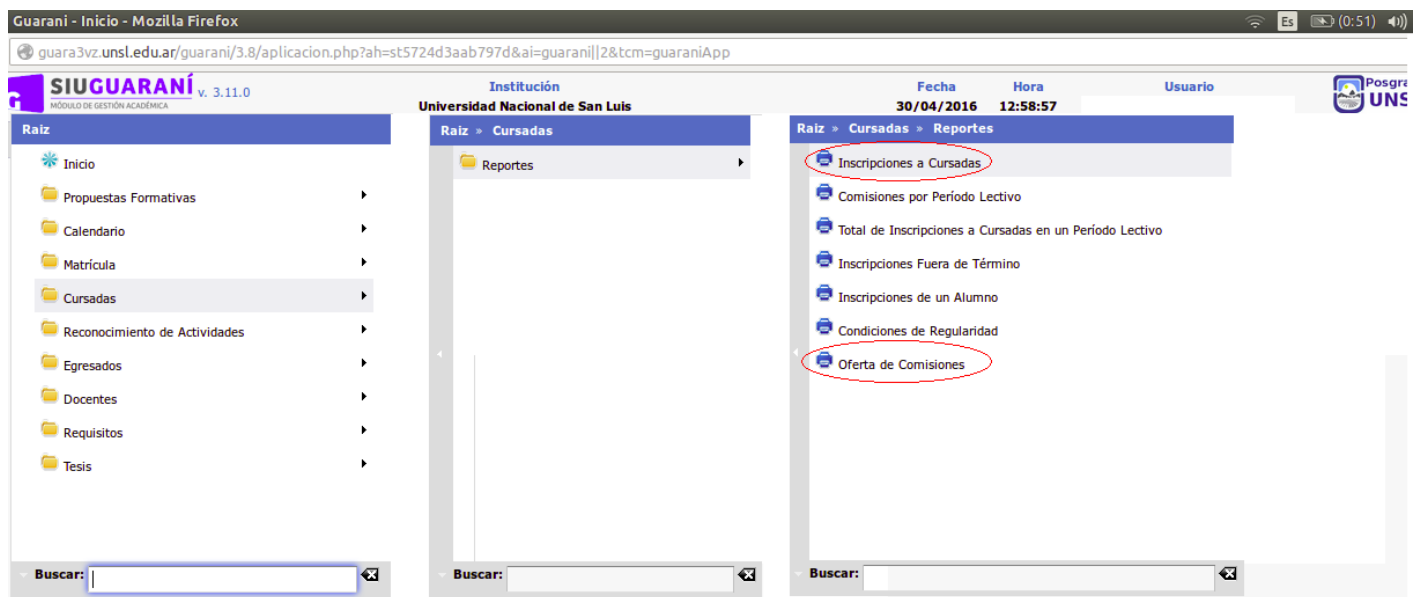 Guarani - Inicio - Mozilla Firefox
Es (0:51)
guara3vz.unsl.edu.ar/guarani/3.8/aplicacion.php?ah=st5724d3aab797d&ai=guarani||2&tcm=guaraniApp
SIUGUARANÍ v. 3.11.0
MÓDULO DE GESTIÓN ACADÉMICA
Institución
Universidad Nacional de San Luis
Fecha Hora Usuario
30/04/2016 12:58:57
Posgra
UNS
Raiz
Inicio
Propuestas Formativas
Calendario
Matrícula
Cursadas
Reconocimiento de Actividades
Egresados
Docentes
Requisitos
Tesis
Buscar:
Raiz » Cursadas
Reportes
Buscar:
Raiz » Cursadas » Reportes
Inscripciones a Cursadas
Comisiones por Período Lectivo
Total de Inscripciones a Cursadas en un Período Lectivo
Inscripciones Fuera de Término
Inscripciones de un Alumno
Condiciones de Regularidad
Oferta de Comisiones
Buscar: